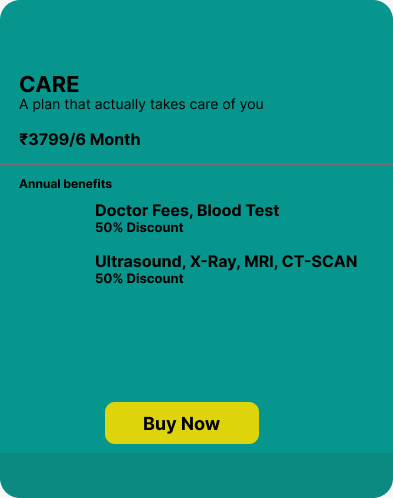 CARE
A plan that actually takes care of you
₹3799/6 Month
Annual benefits
Doctor Fees, Blood Test
50% Discount
Ultrasound, X-Ray, MRI, CT-SCAN
50% Discount
Buy Now